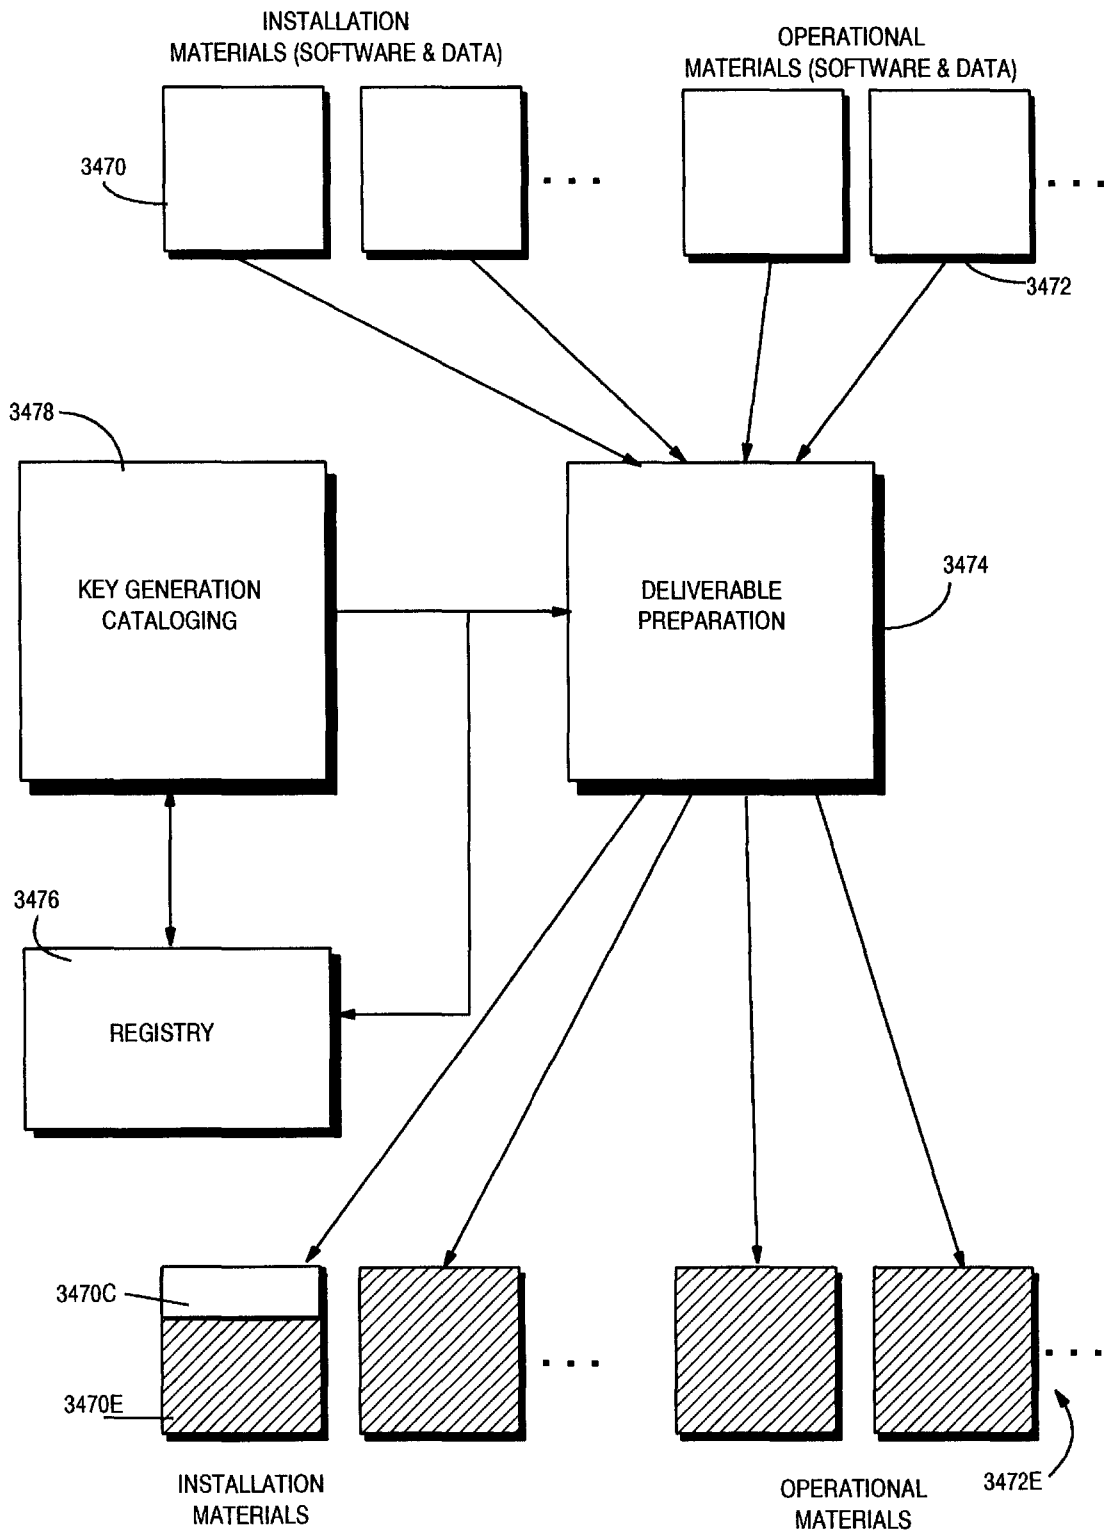 INSTALLATION
MATERIALS (SOFTWARE & DATA)
OPERATIONAL
MATERIALS (SOFTWARE & DATA)
3470
3472
3478
KEY GENERATION
CATALOGING
DELIVERABLE
PREPARATION
3474
3476
REGISTRY
3470C
3470E
3472E
INSTALLATION
MATERIALS
OPERATIONAL
MATERIALS